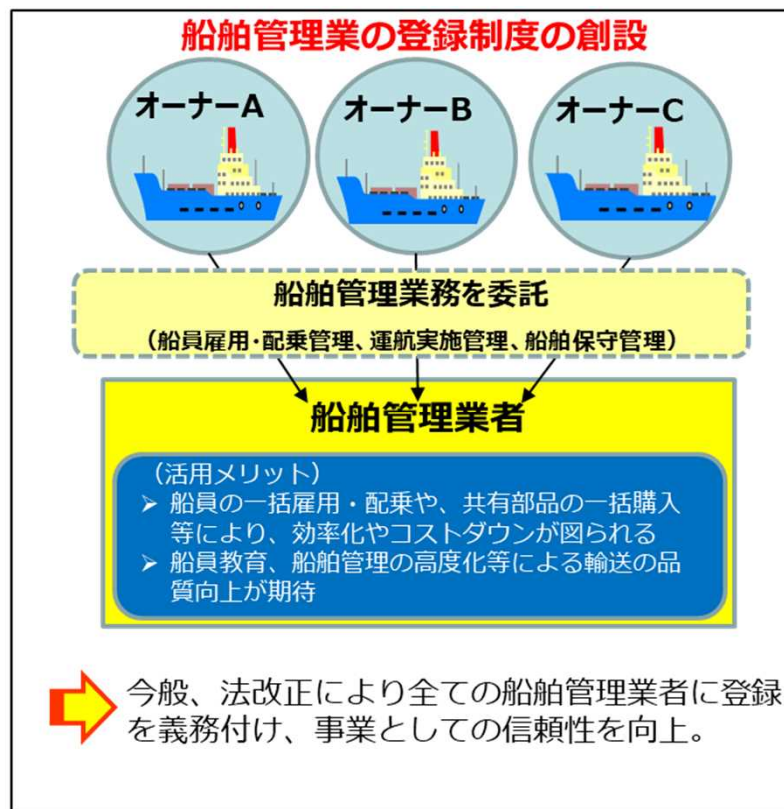 船舶管理業の登録制度の創設
オーナーA
オーナーB
オーナーC
船舶管理業務を委託
（船員雇用・配乗管理、運航実施管理、船舶保守管理）
船舶管理業者
（活用メリット）
➢ 船員の一括雇用・配乗や、共有部品の一括購入
等により、効率化やコストダウンが図られる
➢ 船員教育、船舶管理の高度化等による輸送の品
質向上が期待
今般、法改正により全ての船舶管理業者に登録
を義務付け、事業としての信頼性を向上。